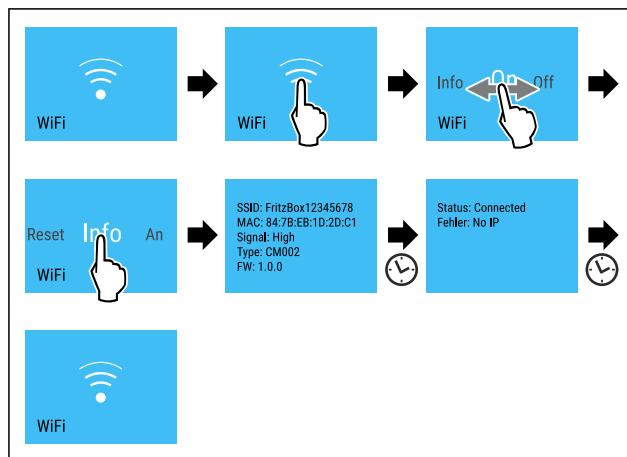 WiFi
WiFi
Info On Off
WiFi
Reset Info An
WiFi
SSID: FritzBox12345678
MAC: 84:7B:EB:1D:2D:C1
Signal: High
Type: CM002
FW: 1.0.0
Status: Connected
Fehler: No IP
WiFi